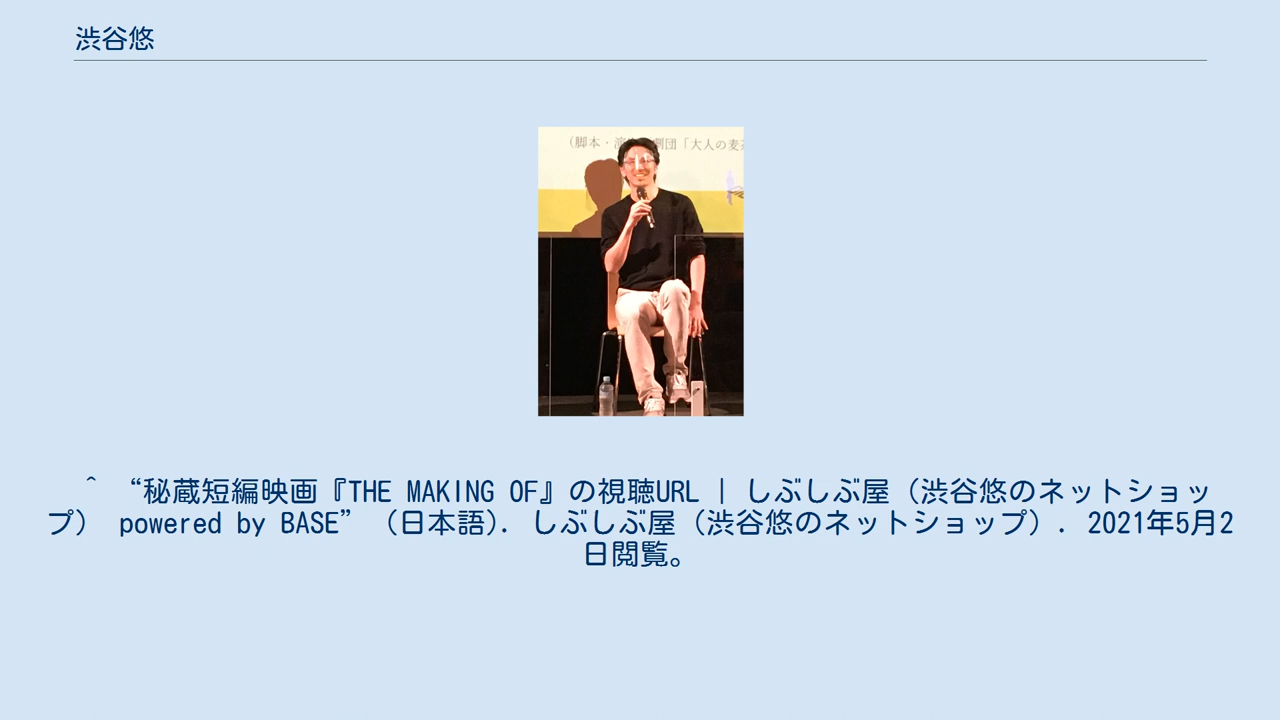 渋谷悠
(脚本・演 劇団「大人の麦
^ “秘蔵短編映画『THE MAKING OF』の視聴URL | しぶしぶ屋（渋谷悠のネットショッ
プ） powered by BASE” （日本語）. しぶしぶ屋（渋谷悠のネットショップ）. 2021年5月2
日閲覧。